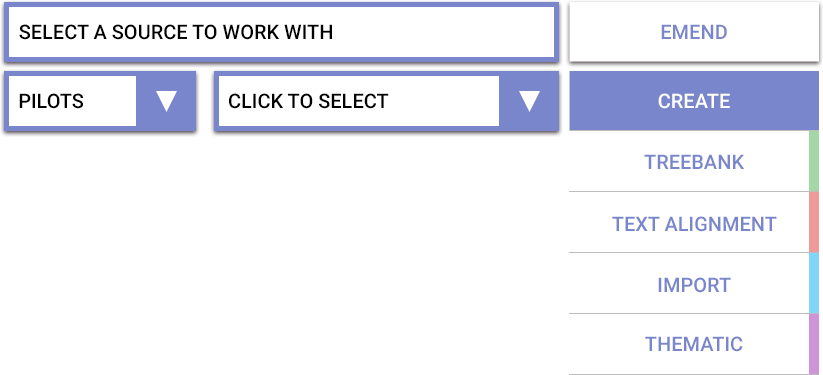 SELECT A SOURCE TO WORK WITH
EMEND
PILOTS
CLICK TO SELECT
CREATE
TREEBANK
TEXT ALIGNMENT
IMPORT
THEMATIC